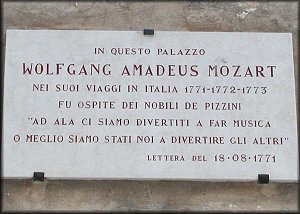 IN QUESTO PALAZZO
WOLFGANG AMADEUS MOZART
NEI SUOI VIAGGI IN ITALIA 1771-1772-1773
FU OSPITE DEI NOBILI DE PIZZINI
"AD ALA CI SIAMO DIVERTITI A FAR MUSICA
O MEGLIO SIAMO STATI NOI A DIVERTIRE GLI ALTRI"
LETTERA DEL 18·08·1771